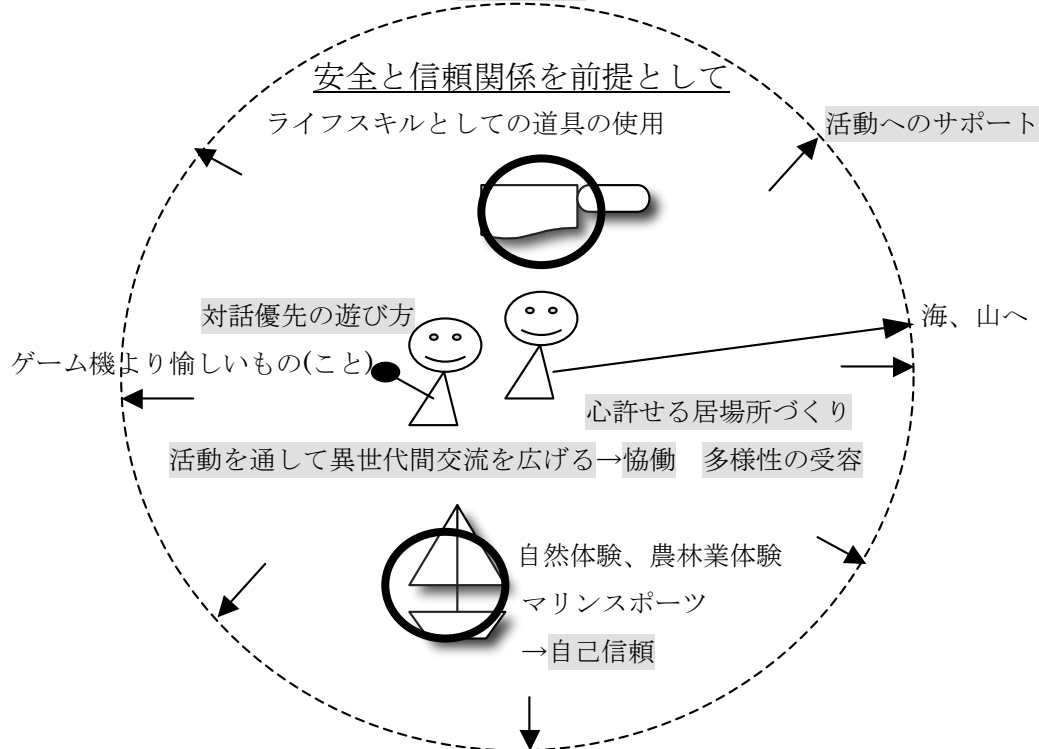 安全と信頼関係を前提として
ライフスキルとしての道具の使用
活動へのサポート
対話優先の遊び方
海、山へ
ゲーム機より愉しいもの(こと)
心許せる居場所づくり
活動を通して異世代間交流を広げる→恊働　多様性の受容
自然体験、農林業体験
マリンスポーツ
→自己信頼